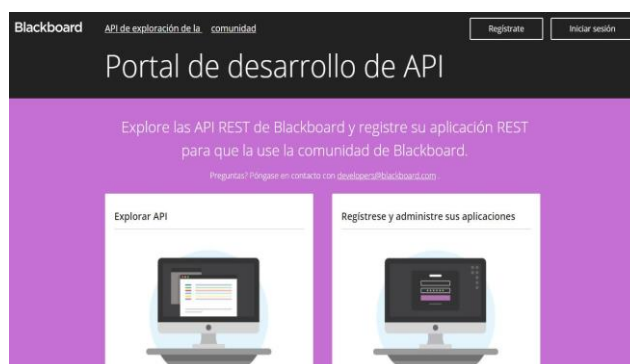 Blackboard API de exploración de la comunidad Regístrate Iniciar sesión
Portal de desarrollo de API
Explore las API REST de Blackboard y registre su aplicación REST
para que la use la comunidad de Blackboard.
Preguntas? Póngase en contacto con developers@blackboard.com .
Explorar API
Regístrese y administre sus aplicaciones